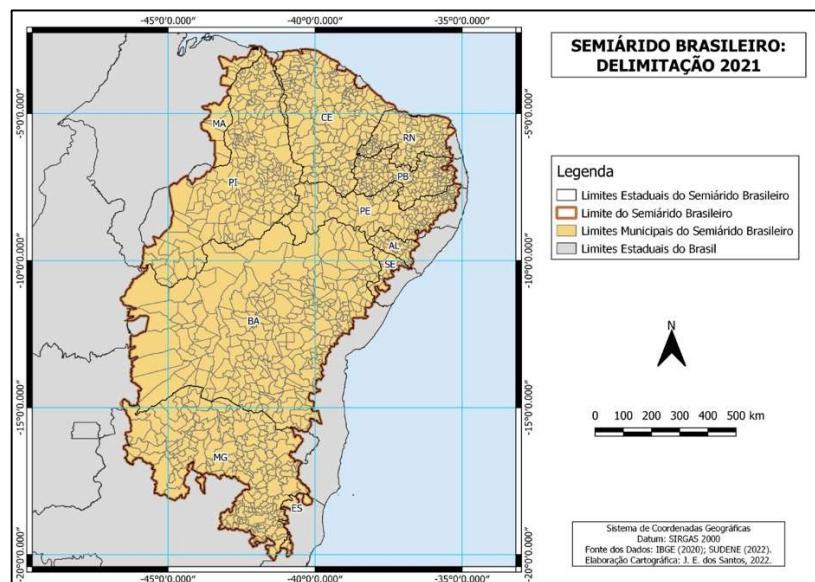 SEMIÁRIDO BRASILEIRO:
DELIMITAÇÃO 2021
-45°0'0.000"
-40°0'0.000"
-35°0'0.000"
-5°0'0.000"
-5°0'0.000"
-10°0'0.000"
-10°0'0.000"
-15°0'0.000"
-15°0'0.000"
-20°0'0.000"
-20°0'0.000"
-45°0'0.000"
-40°0'0.000"
-35°0'0.000"
MA
CE
RN
PB
PI
PE
AL
SE
BA
MG
ES
Legenda
Limites Estaduais do Semiárido Brasileiro
Limite do Semiárido Brasileiro
Limites Municipais do Semiárido Brasileiro
Limites Estaduais do Brasil
N
0 100 200 300 400 500 km
Sistema de Coordenadas Geográficas
Datum: SIRGAS 2000
Fonte dos Dados: IBGE (2020); SUDENE (2022).
Elaboração Cartográfica: J. E. dos Santos, 2022.